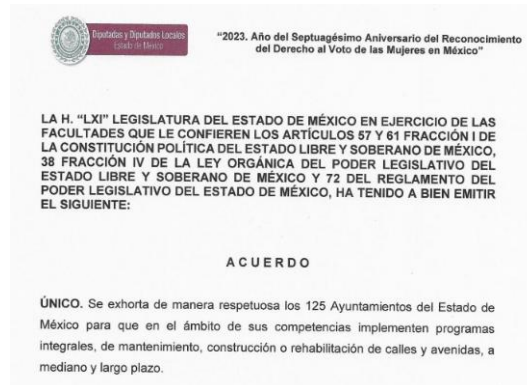 Diputadas y Diputados Locales
Estado de México
"2023. Año del Septuagésimo Aniversario del Reconocimiento
del Derecho al Voto de las Mujeres en México"
LA H. "LXI" LEGISLATURA DEL ESTADO DE MÉXICO EN EJERCICIO DE LAS
FACULTADES QUE LE CONFIEREN LOS ARTÍCULOS 57 Y 61 FRACCIÓN I DE
LA CONSTITUCIÓN POLÍTICA DEL ESTADO LIBRE Y SOBERANO DE MÉXICO,
38 FRACCIÓN IV DE LA LEY ORGÁNICA DEL PODER LEGISLATIVO DEL
ESTADO LIBRE Y SOBERANO DE MÉXICO Y 72 DEL REGLAMENTO DEL
PODER LEGISLATIVO DEL ESTADO DE MÉXICO, HA TENIDO A BIEN EMITIR
EL SIGUIENTE:
ACUERDO
ÚNICO. Se exhorta de manera respetuosa los 125 Ayuntamientos del Estado de
México para que en el ámbito de sus competencias implementen programas
integrales, de mantenimiento, construcción o rehabilitación de calles y avenidas, a
mediano y largo plazo.